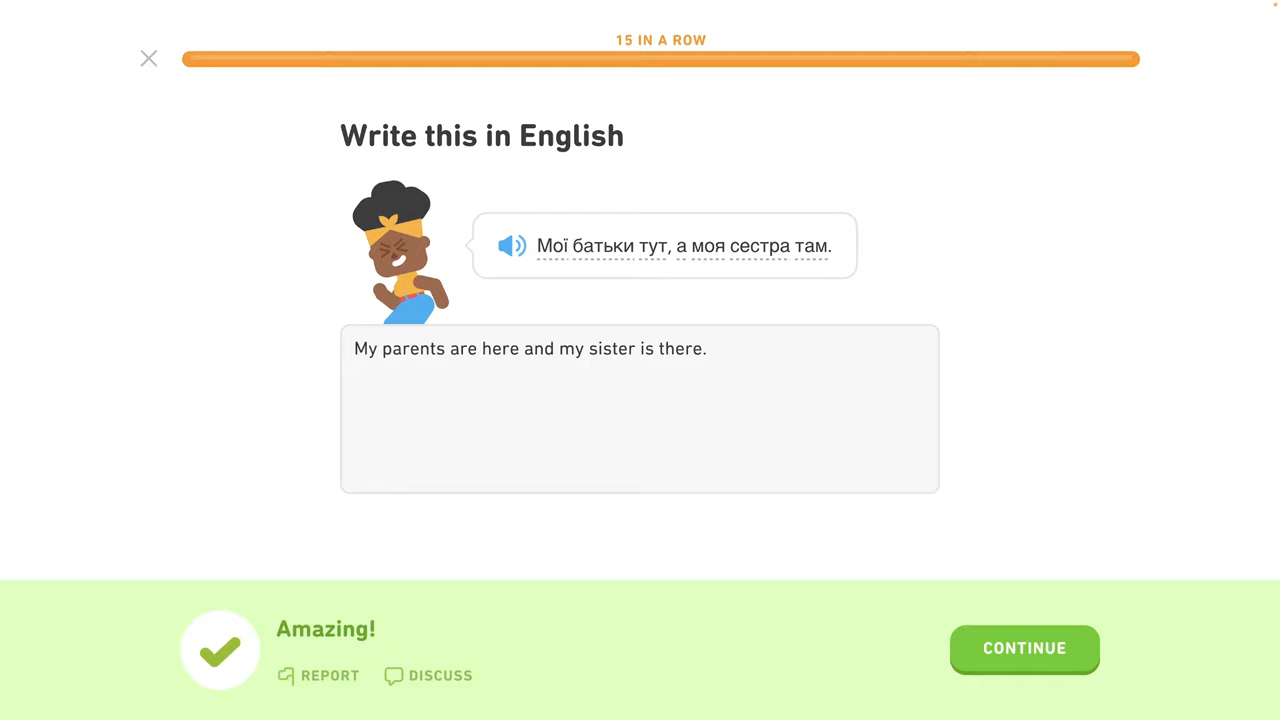 15 IN A ROW
Write this in English
Мої батьки тут, а моя сестра там.
My parents are here and my sister is there.
Amazing!
REPORT DISCUSS
CONTINUE